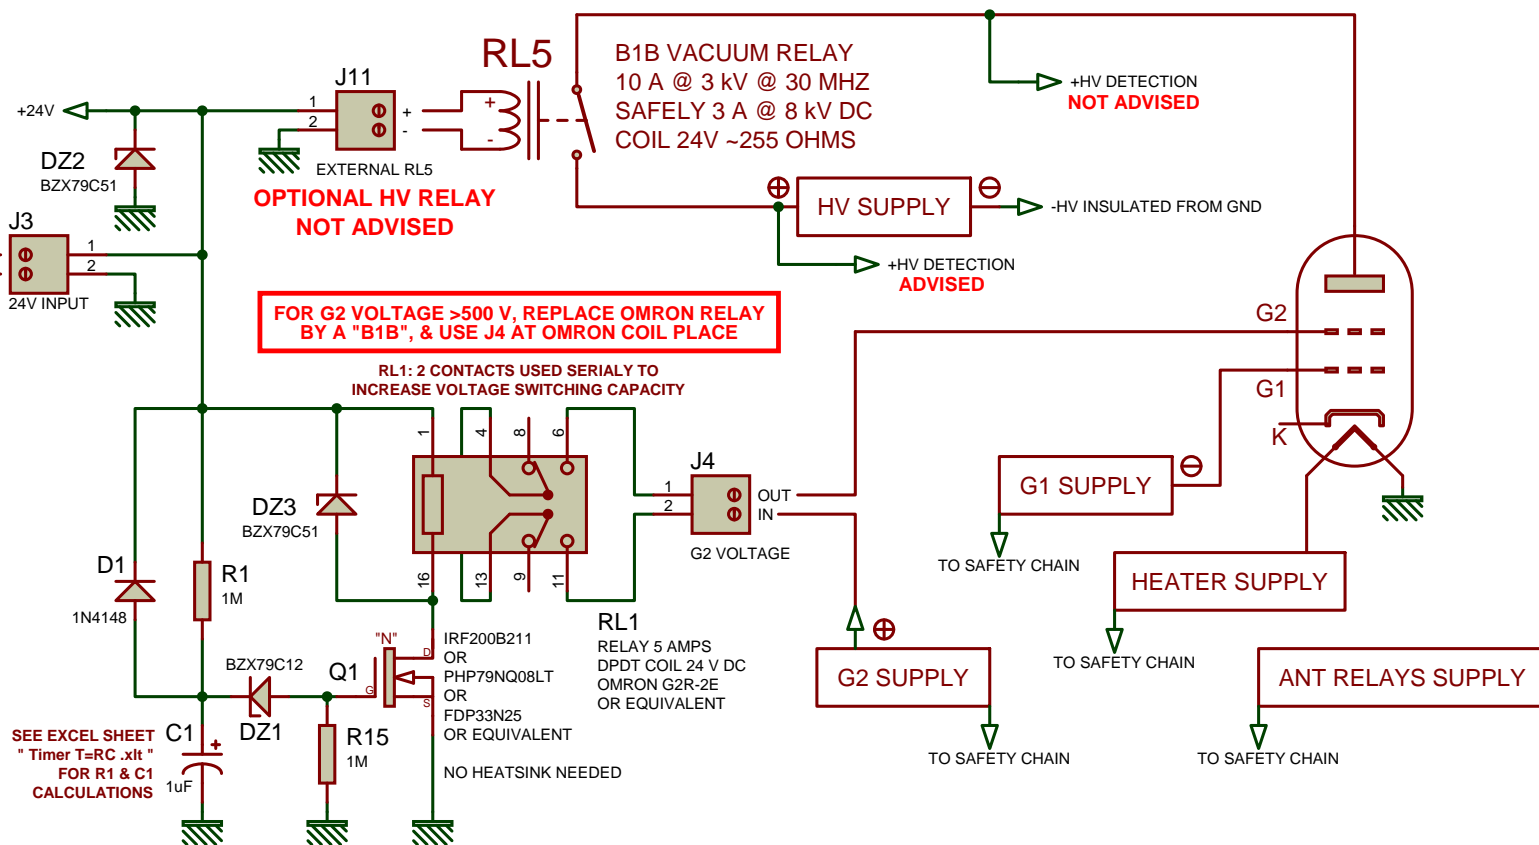 RL5
B1B VACUUM RELAY
10 A @ 3 kV @ 30 MHZ
SAFELY 3 A @ 8 kV DC
COIL 24V ~255 OHMS
+HV DETECTION
NOT ADVISED
J11
1
2
+
-
+
-
EXTERNAL RL5
+24V
DZ2
BZX79C51
OPTIONAL HV RELAY
NOT ADVISED
HV SUPPLY
-HV INSULATED FROM GND
+HV DETECTION
ADVISED
J3
1
2
24V INPUT
FOR G2 VOLTAGE >500 V, REPLACE OMRON RELAY
BY A "B1B", & USE J4 AT OMRON COIL PLACE
RL1: 2 CONTACTS USED SERIALY TO
INCREASE VOLTAGE SWITCHING CAPACITY
G2
G1
K
1
4
8
6
16
13
9
11
J4
1
2
OUT
IN
G2 VOLTAGE
DZ3
BZX79C51
G1 SUPPLY
TO SAFETY CHAIN
HEATER SUPPLY
TO SAFETY CHAIN
D1
1N4148
R1
1M
RL1
RELAY 5 AMPS
DPDT COIL 24 V DC
OMRON G2R-2E
OR EQUIVALENT
"N"
D
G
S
Q1
IRF200B211
OR
PHP79NQ08LT
OR
FDP33N25
OR EQUIVALENT
NO HEATSINK NEEDED
BZX79C12
DZ1
G2 SUPPLY
TO SAFETY CHAIN
ANT RELAYS SUPPLY
TO SAFETY CHAIN
SEE EXCEL SHEET
" Timer T=RC .xlt "
FOR R1 & C1
CALCULATIONS
C1
+
1uF
R15
1M